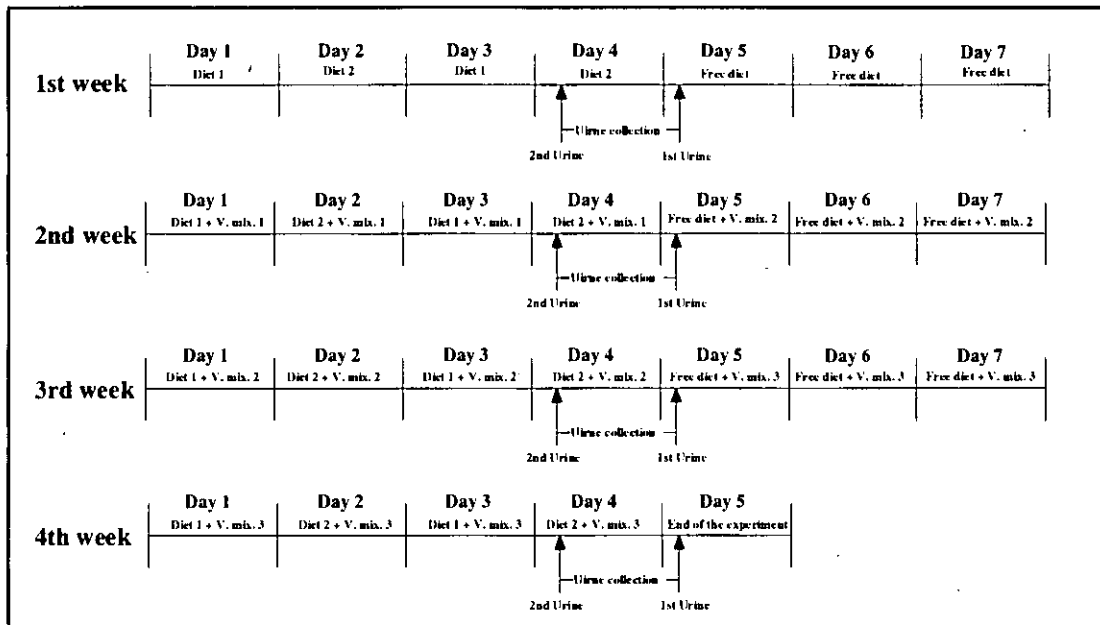 Day 1 Day 2 Day 3 Day 4 Day 5 Day 6 Day 7
1st week
Diet 1 Diet 2 Diet 1 Diet 2 Free diet Free diet Free diet
Uirne collection
2nd Urine 1st Urine
Day 1 Day 2 Day 3 Day 4 Day 5 Day 6 Day 7
2nd week
Diet 1 + V. mix. 1 Diet 2 + V. mix. 1 Diet 1 + V. mix. 1 Diet 2 + V. mix. 1 Free diet + V. mix. 2 Free diet + V. mix. 2 Free diet + V. mix. 2
Uirne collection
2nd Urine 1st Urine
Day 1 Day 2 Day 3 Day 4 Day 5 Day 6 Day 7
3rd week
Diet 1 + V. mix. 2 Diet 2 + V. mix. 2 Diet 1 + V. mix. 2 Diet 2 + V. mix. 2 Free diet + V. mix. 3 Free diet + V. mix. 3 Free diet + V. mix. 3
Uirne collection
2nd Urine 1st Urine
Day 1 Day 2 Day 3 Day 4 Day 5
4th week
Diet 1 + V. mix. 3 Diet 2 + V. mix. 3 Diet 1 + V. mix. 3 Diet 2 + V. mix. 3 End of the experiment
Uirne collection
2nd Urine 1st Urine